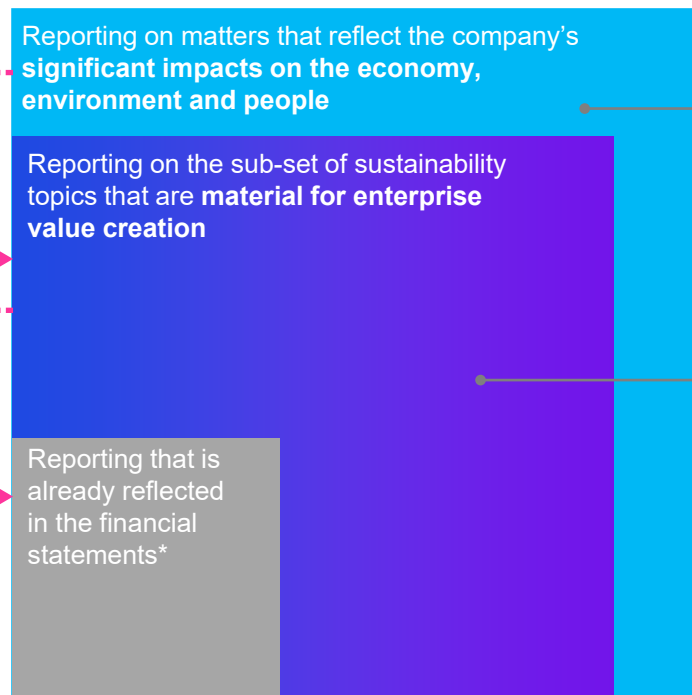 Reporting on matters that reflect the company’s
significant impacts on the economy,
environment and people
Reporting on the sub-set of sustainability
topics that are material for enterprise
value creation
Reporting that is
already reflected
in the financial
statements*